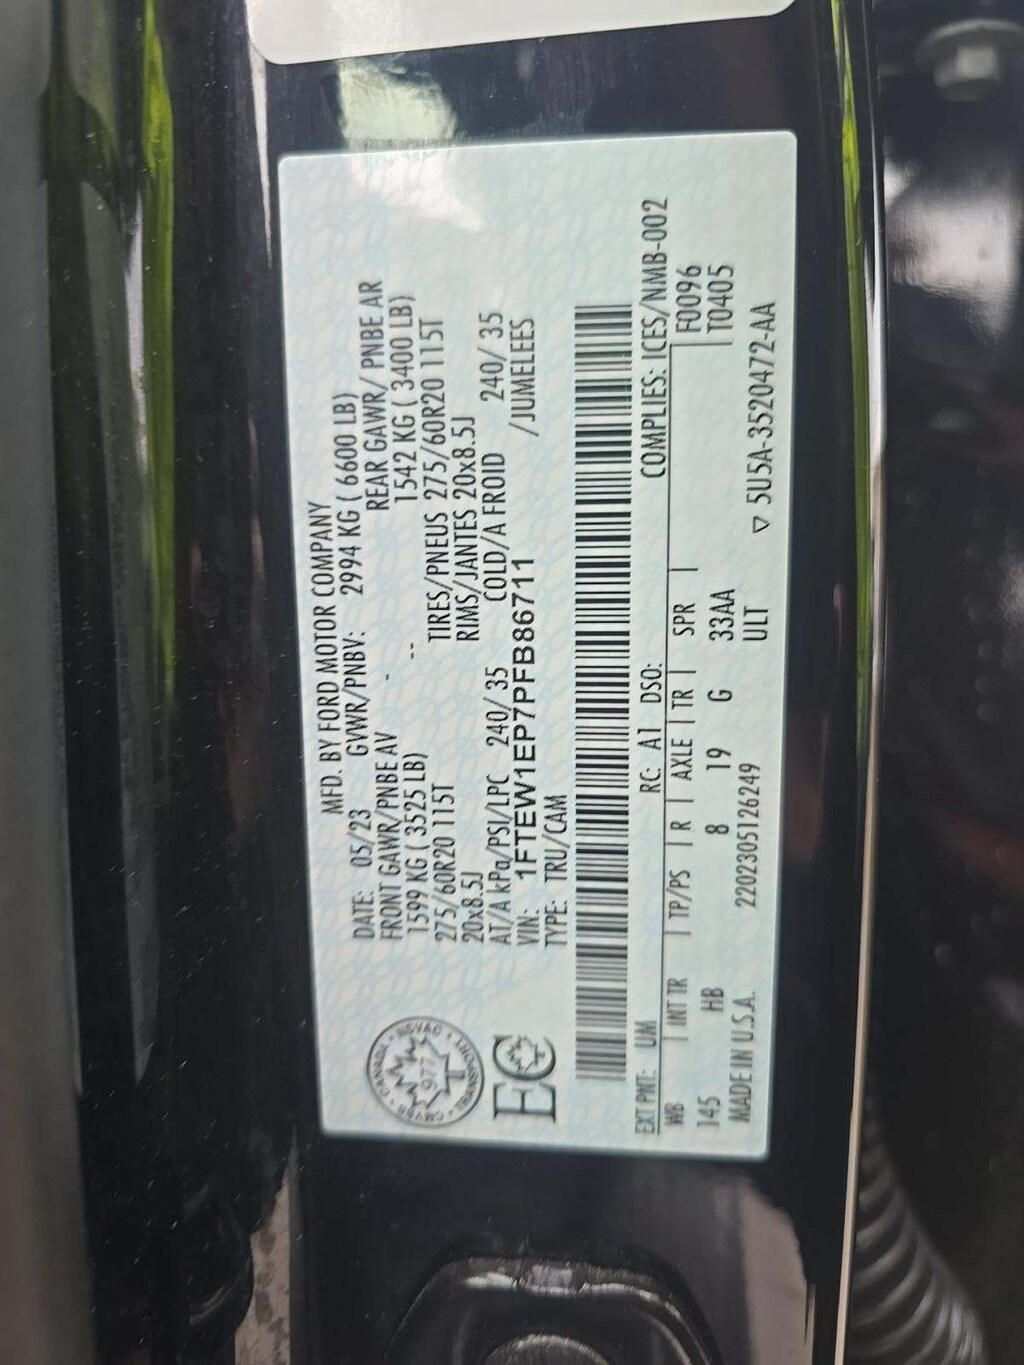 MFD. BY FORD MOTOR COMPANY
DATE: 05/23 GVWR/PNBV: 2994 KG ( 6600 LB)
FRONT GAWR/PNBE AV - REAR GAWR/ PNBE AR
1599 KG ( 3525 LB) -- 1542 KG ( 3400 LB)
275/60R20 115T TIRES/PNEUS 275/60R20 115T
20x8.5J RIMS/JANTES 20x8.5J
AT/A kPa/PSI/LPC 240/ 35 COLD/A FROID 240/ 35
VIN: 1FTEW1EP7PFB86711 /JUMELEES
TYPE: TRU/CAM
CANADA
977
TRANSPORT
EC
COMPLIES: ICES/NMB-002
EXT PNT: UM RC: A1 DSO:
WB | INT TR | TP/PS | R | AXLE | TR | SPR | F0096
145 HB 8 19 G 33AA | T0405
MADE IN U.S.A. 2202305126249 ULT ▽ 5U5A-3520472-AA